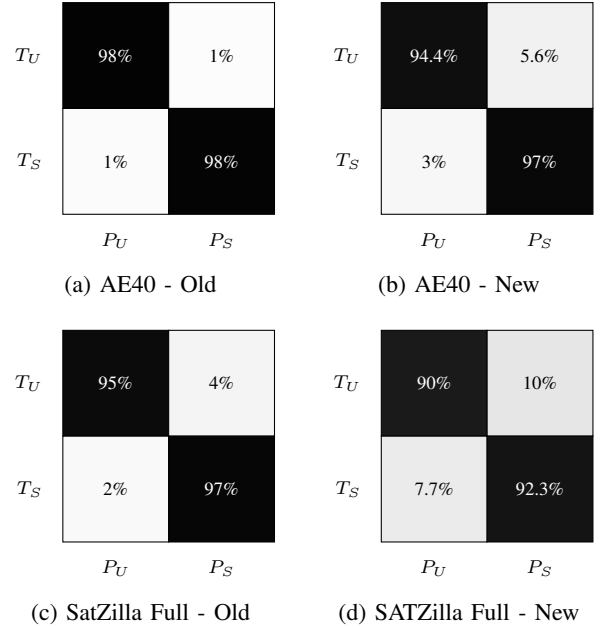 T_U 98% 1% T_U 94.4% 5.6%
T_S 1% 98% T_S 3% 97%
P_U P_S P_U P_S
(a) AE40 - Old (b) AE40 - New
T_U 95% 4% T_U 90% 10%
T_S 2% 97% T_S 7.7% 92.3%
P_U P_S P_U P_S
(c) SatZilla Full - Old (d) SATZilla Full - New